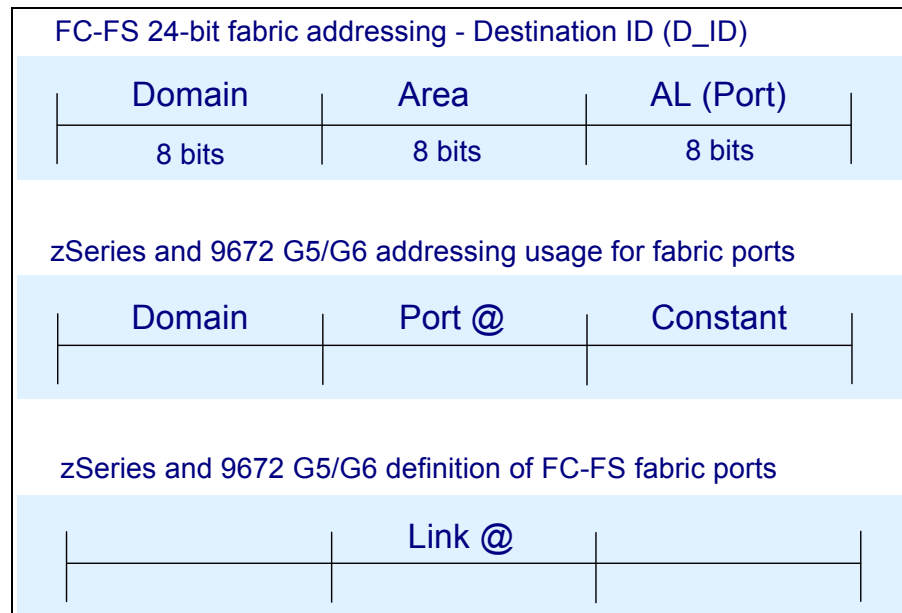 FC-FS 24-bit fabric addressing - Destination ID (D_ID)
Domain Area AL (Port)
8 bits 8 bits 8 bits
zSeries and 9672 G5/G6 addressing usage for fabric ports
Domain Port @ Constant
zSeries and 9672 G5/G6 definition of FC-FS fabric ports
Link @